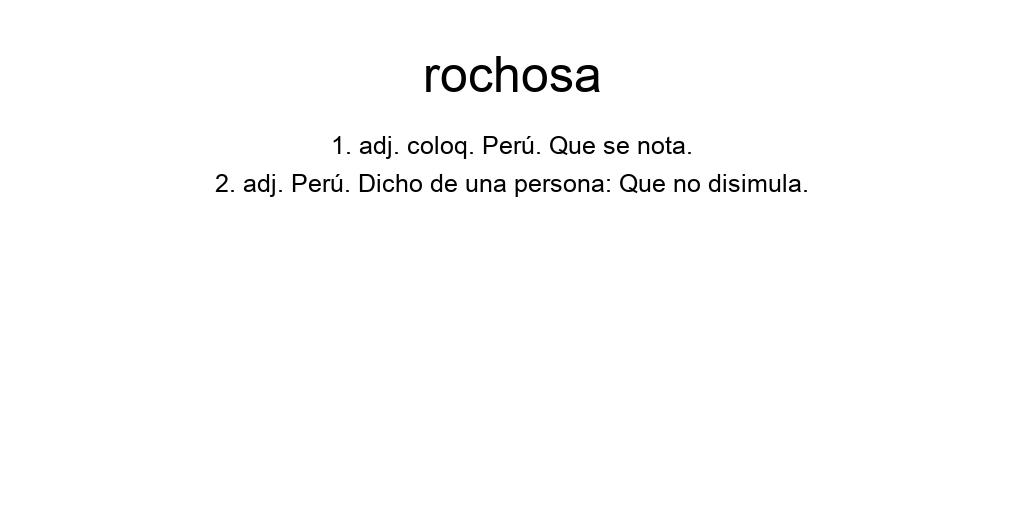 rochosa
1. adj. coloq. Perú. Que se nota.
2. adj. Perú. Dicho de una persona: Que no disimula.